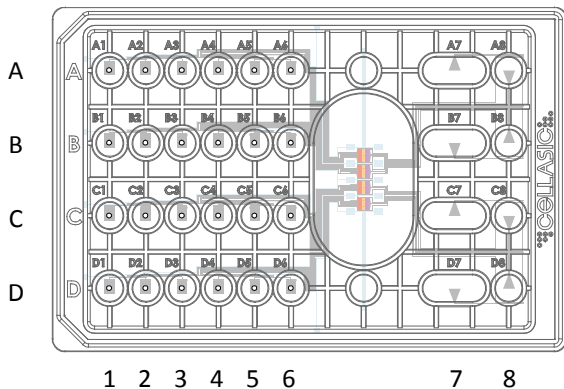 A1 A2 A3 A4 A5 A6 A7 A8
A A
B1 B2 B3 B4 B5 B6 B7 B8
B B
C1 C2 C3 C4 C5 C6 C7 C8
C C
D1 D2 D3 D4 D5 D6 D7 D8
D D
CELLASIC
1 2 3 4 5 6 7 8